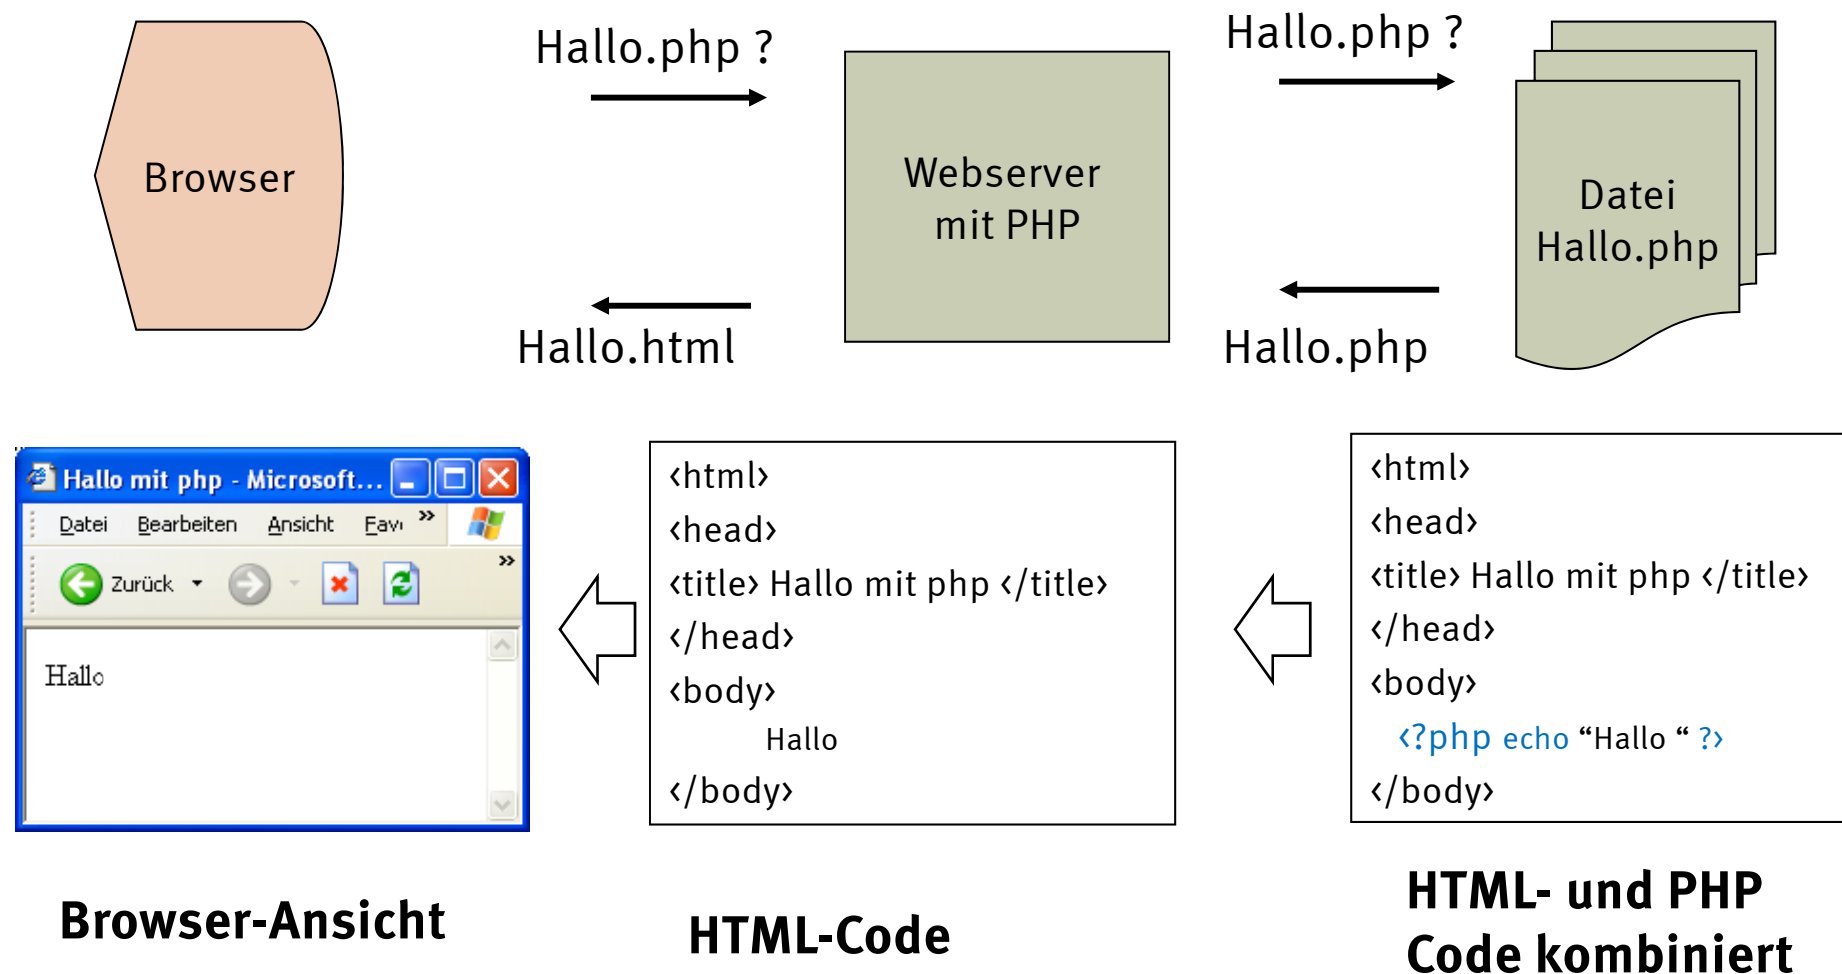 Hallo.php ?
Hallo.php ?
Browser
Webserver
mit PHP
Datei
Hallo.php
Hallo.html
Hallo.php
Hallo mit php - Microsoft...
Datei Bearbeiten Ansicht Favi »
Zurück »
Hallo
<html>
<head>
<title> Hallo mit php </title>
</head>
<body>
Hallo
</body>
<html>
<head>
<title> Hallo mit php </title>
</head>
<body>
<?php echo “Hallo “ ?>
</body>
Browser-Ansicht
HTML-Code
HTML- und PHP
Code kombiniert